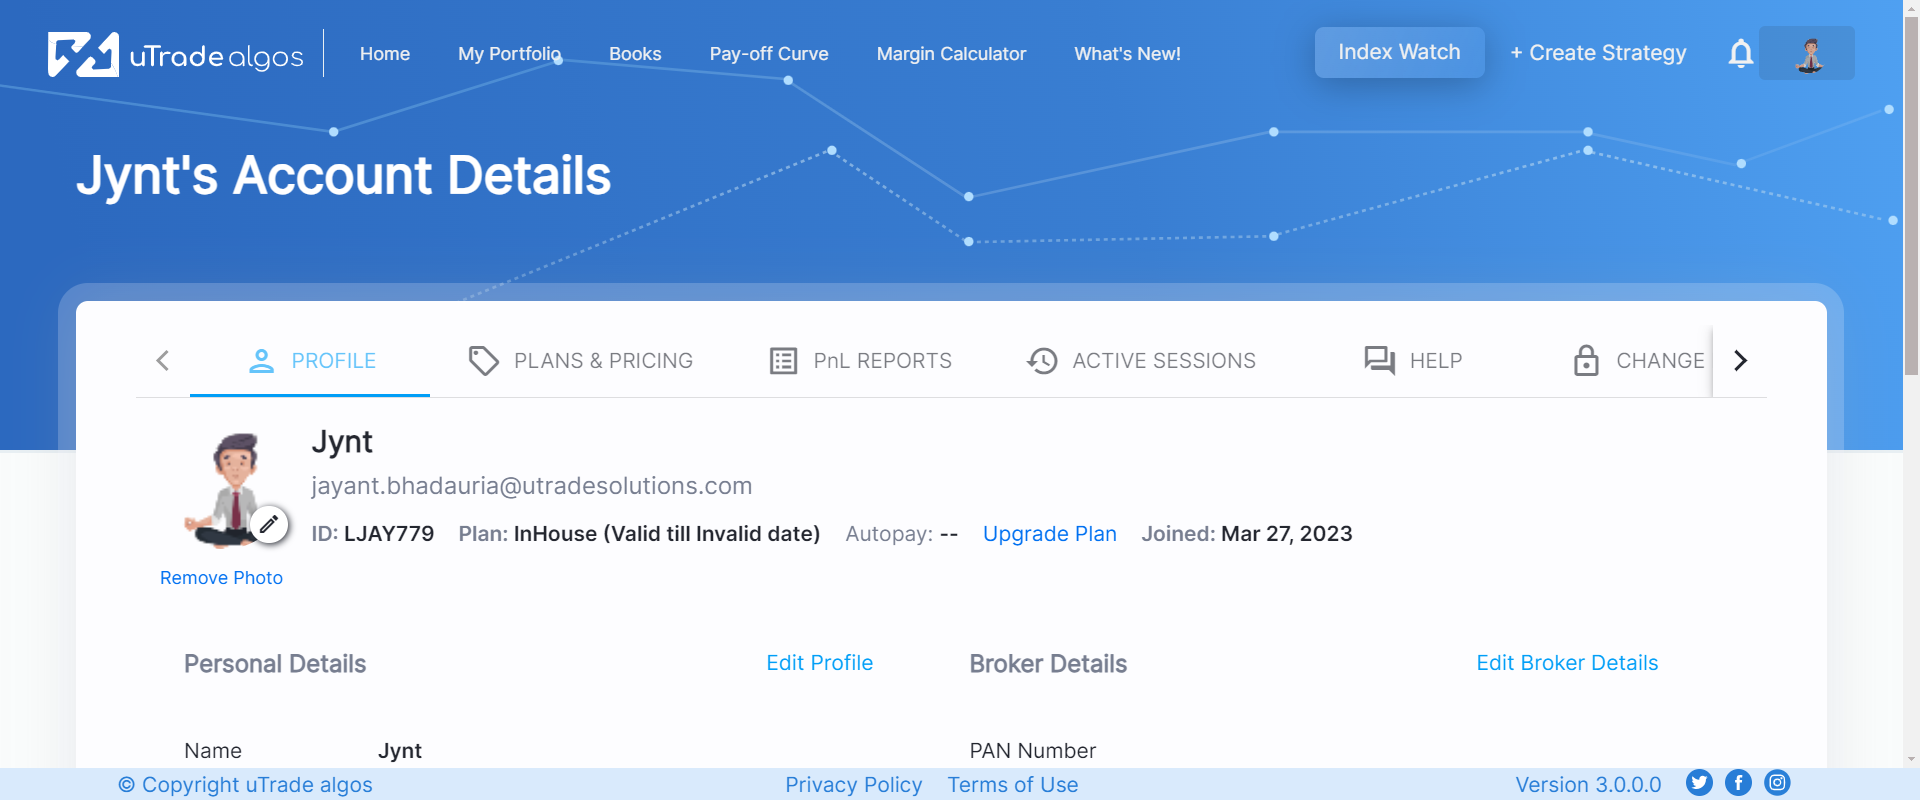 uTrade algos
Home My Portfolio Books Pay-off Curve Margin Calculator What's New! Index Watch + Create Strategy
Jynt's Account Details
PROFILE PLANS & PRICING PnL REPORTS ACTIVE SESSIONS HELP CHANGE
Jynt
jayant.bhadauria@utradesolutions.com
ID: LJAY779 Plan: InHouse (Valid till Invalid date) Autopay: -- Upgrade Plan Joined: Mar 27, 2023
Remove Photo
Personal Details Edit Profile Broker Details Edit Broker Details
Name Jynt PAN Number
© Copyright uTrade algos Privacy Policy Terms of Use Version 3.0.0.0